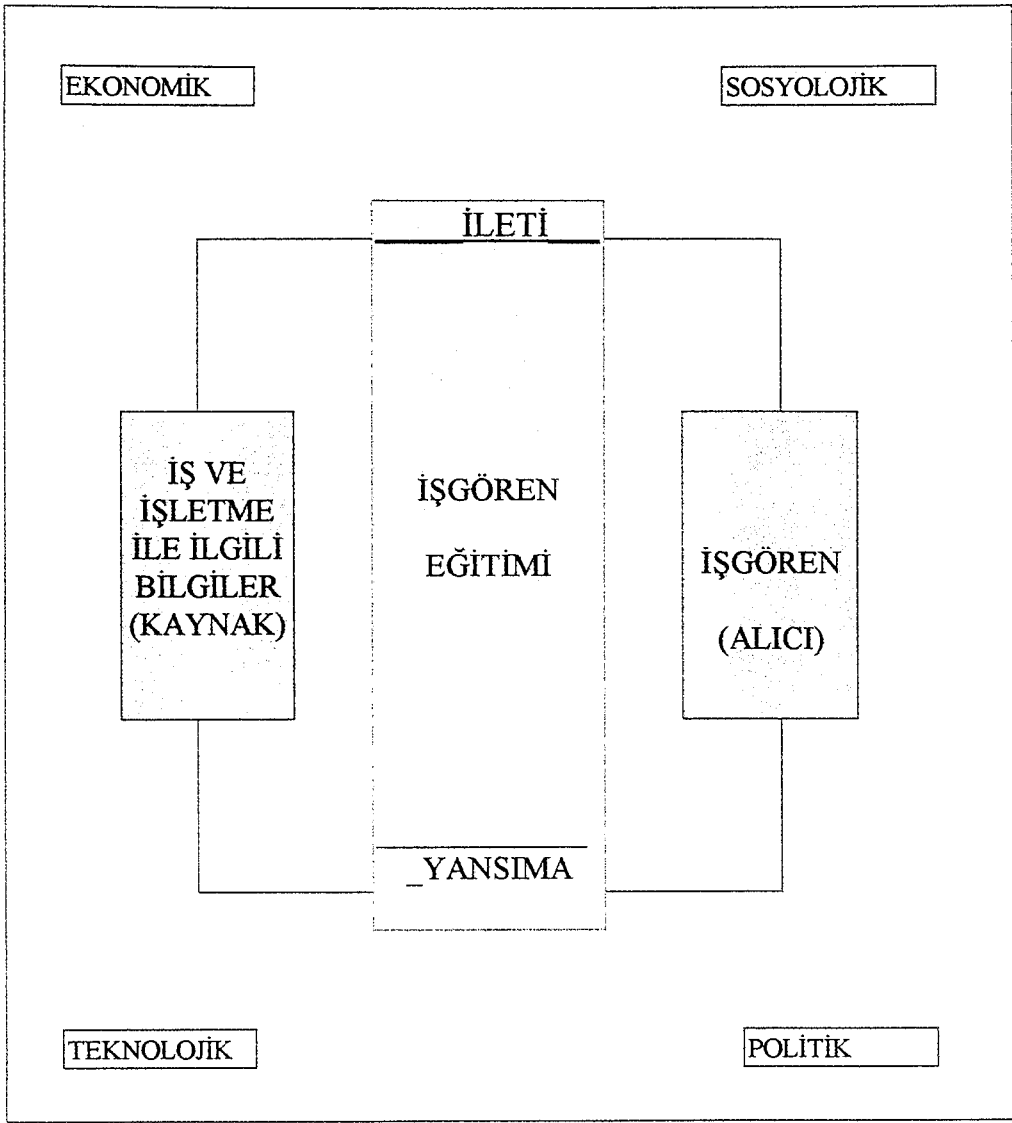 EKONOMİK
SOSYOLOJİK
İLETİ
İŞ VE
İŞLETME
İLE İLGİLİ
BİLGİLER
(KAYNAK)
İŞGÖREN
EĞİTİMİ
İŞGÖREN
(ALICI)
_YANSIMA
TEKNOLOJİK
POLİTİK